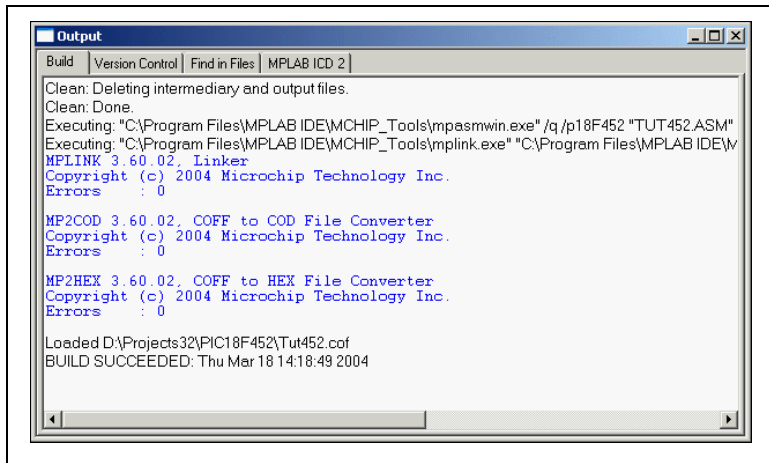 Output
Build Version Control Find in Files MPLAB ICD 2
Clean: Deleting intermediary and output files.
Clean: Done.
Executing: "C:\Program Files\MPLAB IDE\MCHIP_Tools\mpasmwin.exe" /q /p18F452 "TUT452.ASM"
Executing: "C:\Program Files\MPLAB IDE\MCHIP_Tools\mplink.exe" "C:\Program Files\MPLAB IDE\M
MPLINK 3.60.02, Linker
Copyright (c) 2004 Microchip Technology Inc.
Errors    : 0
MP2COD 3.60.02, COFF to COD File Converter
Copyright (c) 2004 Microchip Technology Inc.
Errors    : 0
MP2HEX 3.60.02, COFF to HEX File Converter
Copyright (c) 2004 Microchip Technology Inc.
Errors    : 0
Loaded D:\Projects32\PIC18F452\Tut452.cof
BUILD SUCCEEDED: Thu Mar 18 14:18:49 2004